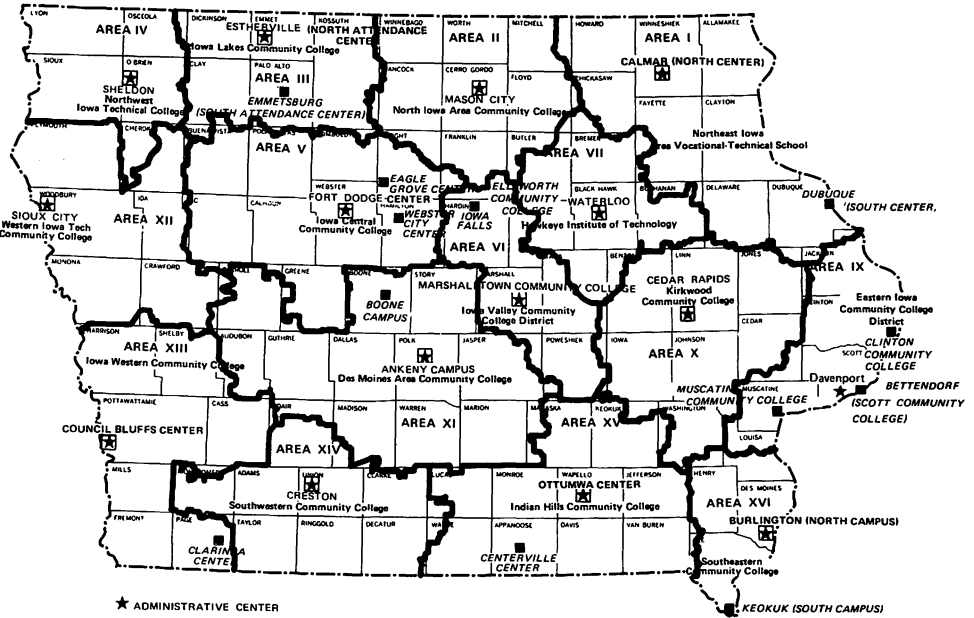 LYON
OSCEOLA
DICKINSON
EMMET
KOSSUTH
WINNEBAGO
WORTH
MITCHELL
HOWARD
WINNESHIEK
ALLAMAKEE
AREA IV
ESTHERVILLE (NORTH ATTENDANCE
CENTER)
Iowa Lakes Community College
AREA II
AREA I
SIOUX
O BRIEN
CLAY
PALO ALTO
ANCOCK
CERRO GORDO
FLOYD
CHICKASAW
CALMAR (NORTH CENTER)
SHELDON
Northwest
Iowa Technical College
AREA III
EMMETSBURG
(SOUTH ATTENDANCE CENTER)
MASON CITY
North Iowa Area Community College
FAYETTE
CLAYTON
PLYMOUTH
CHEROK
BUENA VISTA
HUMBOLDT
FRANKLIN
BUTLER
BREMER
Northeast Iowa
rea Vocational-Technical School
AREA V
AREA VII
WOODBURY
IDA
CALHOUN
WEBSTER
HAMILTON
HARDIN
BLACK HAWK
BUCHANAN
DELAWARE
DUBUQUE
EAGLE
GROVE CENTER
ELLSWORTH
COMMUNITY
COLLEGE
DUBUQUE
(SOUTH CENTER,
SIOUX CITY
Western Iowa Tech
Community College
AREA XII
FORT DODGE CENTER
Iowa Central
Community College
WEBSTER
CITY
CENTER
IOWA
FALLS
WATERLOO
Hawkeye Institute of Technology
AREA VI
MONONA
CRAWFORD
GREENE
BOONE
STORY
MARSHALL
LINN
JONES
JACKSON
AREA IX
BOONE
CAMPUS
MARSHALLTOWN COMMUNITY COLLEGE
Iowa Valley Community
College District
CEDAR RAPIDS
Kirkwood
Community College
CLINTON
CEDAR
Eastern Iowa
Community College
District
HARRISON
SHELBY
AUDUBON
GUTHRIE
DALLAS
POLK
JASPER
POWESHIEK
IOWA
JOHNSON
SCOTT
CLINTON
COMMUNITY
COLLEGE
AREA XIII
Iowa Western Community College
ANKENY CAMPUS
Des Moines Area Community College
AREA X
Davenport
BETTENDORF
(SCOTT COMMUNITY
COLLEGE)
POTTAWATTAMIE
CASS
ADAIR
MADISON
WARREN
MARION
MAHASKA
KEOKUK
WASHINGTON
MUSCATINE
MUSCATINE
COMMUNITY COLLEGE
LOUISA
COUNCIL BLUFFS CENTER
AREA XIV
AREA XI
AREA XV
MILLS
MONTGOMERY
ADAMS
UNION
CLARKE
LUCAS
MONROE
WAPELLO
JEFFERSON
HENRY
DES MOINES
CRESTON
Southwestern Community College
OTTUMWA CENTER
Indian Hills Community College
AREA XVI
BURLINGTON (NORTH CAMPUS)
FREMONT
PAGE
TAYLOR
RINGGOLD
DECATUR
WAYNE
APPANOOSE
DAVIS
VAN BUREN
CLARINDA
CENTER
CENTERVILLE
CENTER
Southeastern
Community College
KEOKUK (SOUTH CAMPUS)
ADMINISTRATIVE CENTER